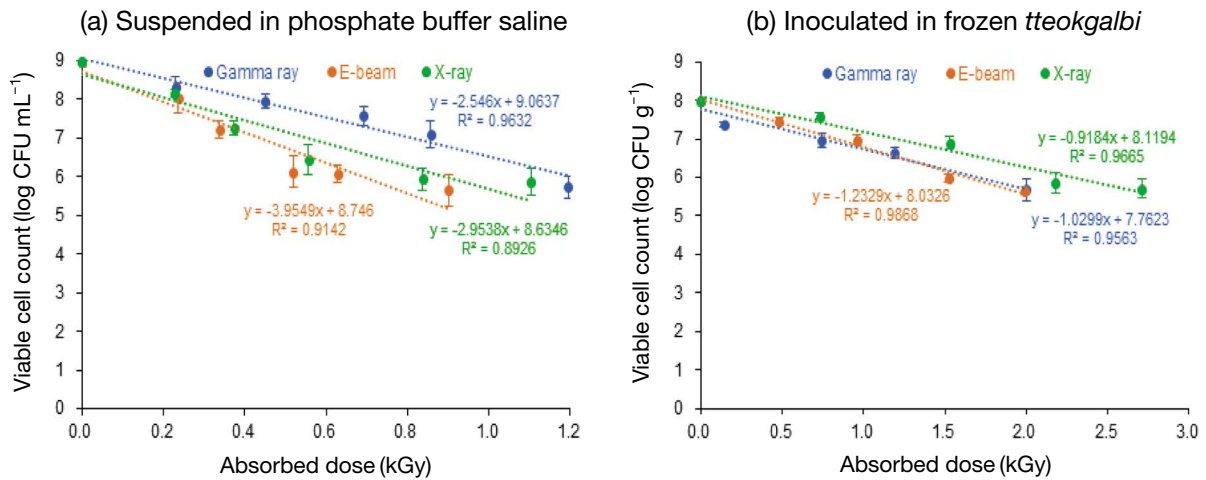 (a) Suspended in phosphate buffer saline
Viable cell count (log CFU mL⁻¹)
9
8
7
6
5
4
3
2
1
0
Gamma ray E-beam X-ray
y = -2.546x + 9.0637
R² = 0.9632
y = -3.9549x + 8.746
R² = 0.9142
y = -2.9538x + 8.6346
R² = 0.8926
0.0 0.2 0.4 0.6 0.8 1.0 1.2
Absorbed dose (kGy)
(b) Inoculated in frozen tteokgalbi
Viable cell count (log CFU g⁻¹)
9
8
7
6
5
4
3
2
1
0
Gamma ray E-beam X-ray
y = -0.9184x + 8.1194
R² = 0.9665
y = -1.2329x + 8.0326
R² = 0.9868
y = -1.0299x + 7.7623
R² = 0.9563
0.0 0.5 1.0 1.5 2.0 2.5 3.0
Absorbed dose (kGy)